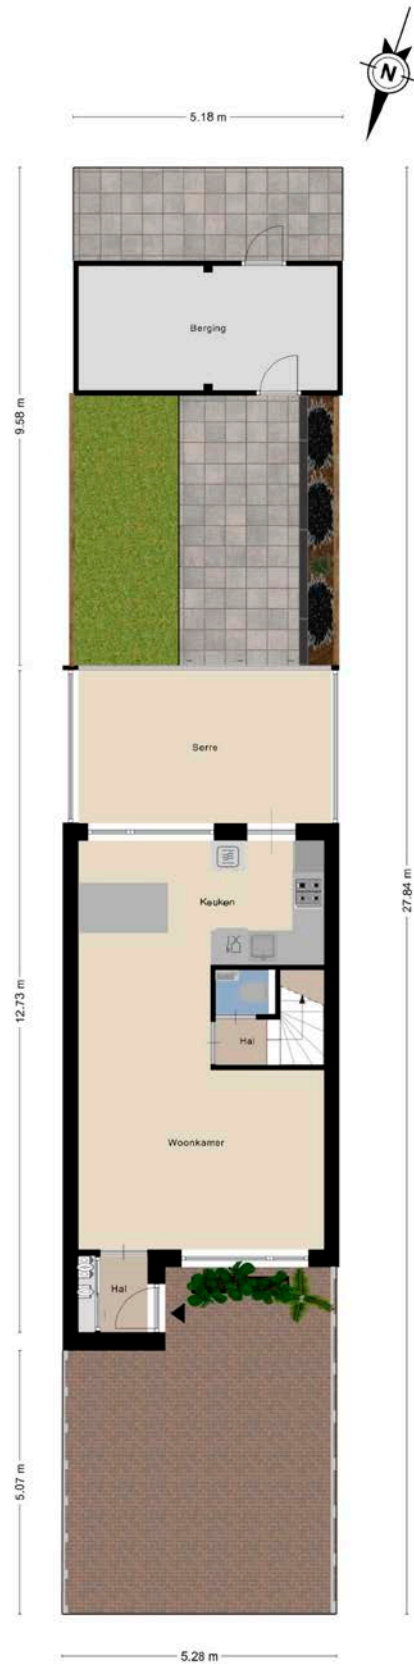 N
5.18 m
Berging
9.58 m
Serre
Keuken
27.84 m
12.73 m
Hal
Woonkamer
Hal
5.07 m
5.28 m